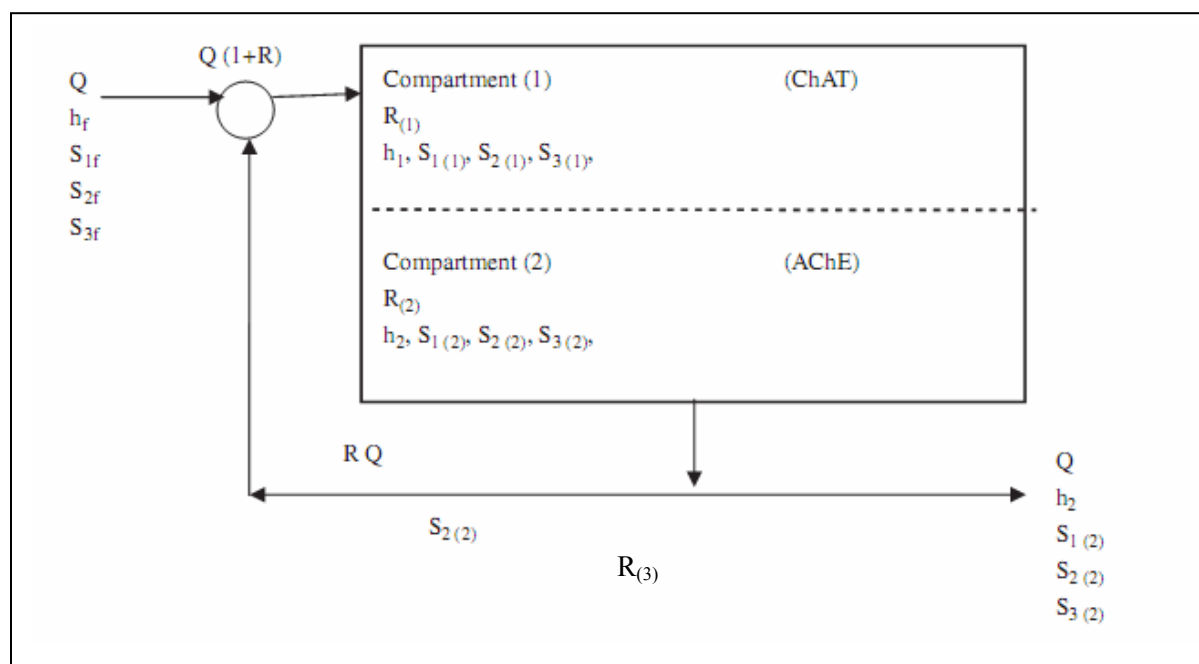 Q (1+R)
Q
h_f
S_1f
S_2f
S_3f
Compartment (1) (ChAT)
R_(1)
h_1, S_1 (1), S_2 (1), S_3 (1),
Compartment (2) (AChE)
R_(2)
h_2, S_1 (2), S_2 (2), S_3 (2),
R Q
S_2 (2)
R_(3)
Q
h_2
S_1 (2)
S_2 (2)
S_3 (2)